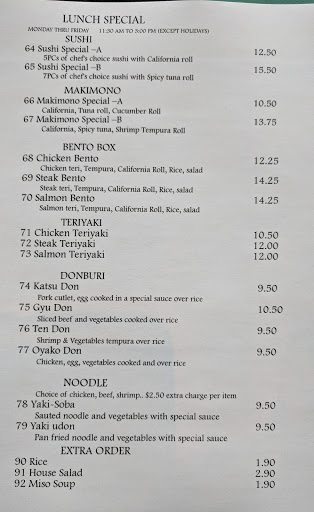 LUNCH SPECIAL
MONDAY THRU FRIDAY 11:30 AM TO 3:00 PM (EXCEPT HOLIDAYS)
SUSHI
64 Sushi Special –A 12.50
5PCs of chef's choice sushi with California roll
65 Sushi Special –B 15.50
7PCs of chef's choice sushi with Spicy tuna roll
MAKIMONO
66 Makimono Special –A 10.50
California, Tuna roll, Cucumber Roll
67 Makimono Special –B 13.75
California, Spicy tuna, Shrimp Tempura Roll
BENTO BOX
68 Chicken Bento 12.25
Chicken teri, Tempura, California Roll, Rice, salad
69 Steak Bento 14.25
Steak teri, Tempura, California Roll, Rice, salad
70 Salmon Bento 14.25
Salmon teri, Tempura, California Roll, Rice, salad
TERIYAKI
71 Chicken Teriyaki 10.50
72 Steak Teriyaki 12.00
73 Salmon Teriyaki 12.00
DONBURI
74 Katsu Don 9.50
Pork cutlet, egg cooked in a special sauce over rice
75 Gyu Don 10.50
Sliced beef and vegetables cooked over rice
76 Ten Don 9.50
Shrimp & Vegetables tempura over rice
77 Oyako Don 9.50
Chicken, egg, vegetables cooked and over rice
NOODLE
Choice of chicken, beef, shrimp.. $2.50 extra charge per item
78 Yaki-Soba 9.50
Sauted noodle and vegetables with special sauce
79 Yaki udon 9.50
Pan fried noodle and vegetables with special sauce
EXTRA ORDER
90 Rice 1.90
91 House Salad 2.90
92 Miso Soup 1.90